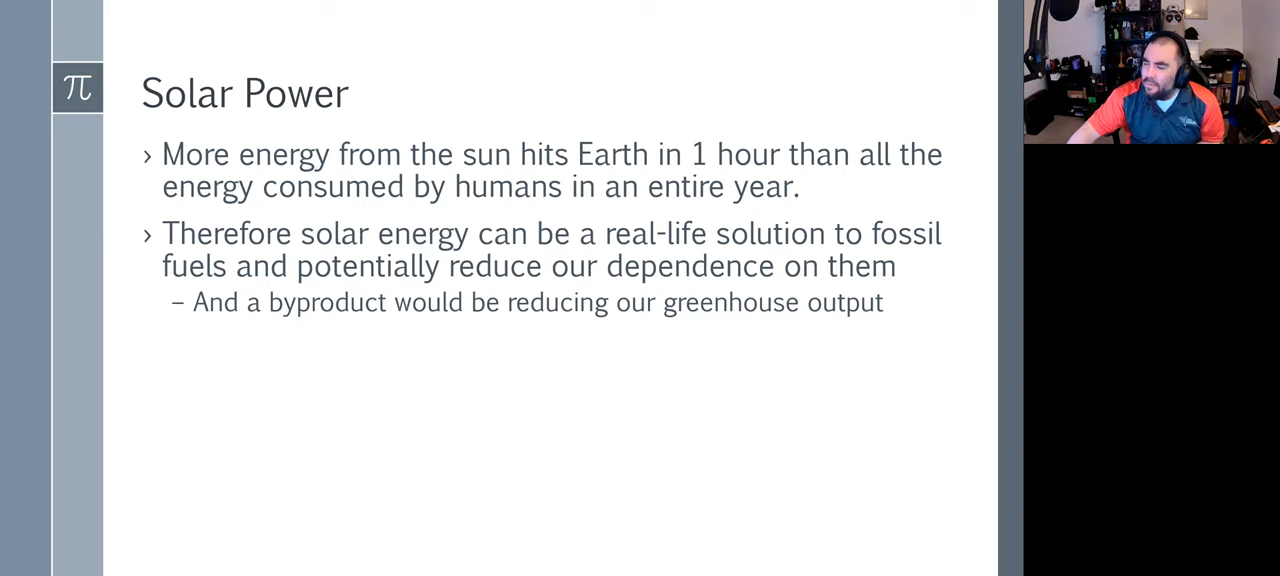 π
Solar Power
› More energy from the sun hits Earth in 1 hour than all the
energy consumed by humans in an entire year.
› Therefore solar energy can be a real-life solution to fossil
fuels and potentially reduce our dependence on them
– And a byproduct would be reducing our greenhouse output